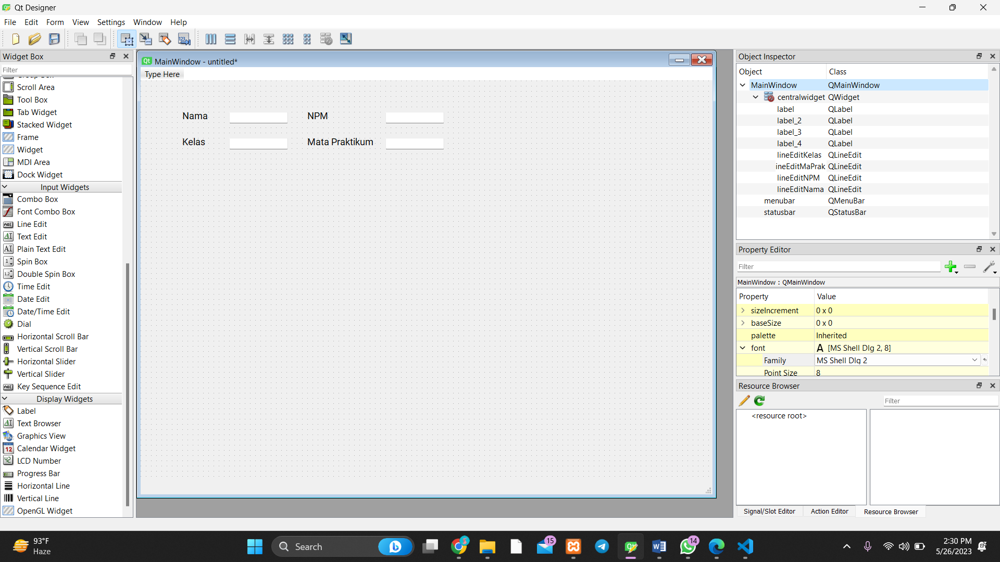 Qt Designer
File Edit Form View Settings Window Help
Widget Box
Filter
Scroll Area
Tool Box
Tab Widget
Stacked Widget
Frame
Widget
MDI Area
Dock Widget
Input Widgets
Combo Box
Font Combo Box
Line Edit
Text Edit
Plain Text Edit
Spin Box
Double Spin Box
Time Edit
Date Edit
Date/Time Edit
Dial
Horizontal Scroll Bar
Vertical Scroll Bar
Horizontal Slider
Vertical Slider
Key Sequence Edit
Display Widgets
Label
Text Browser
Graphics View
Calendar Widget
LCD Number
Progress Bar
Horizontal Line
Vertical Line
OpenGL Widget
MainWindow - untitled*
Type Here
Nama NPM
Kelas Mata Praktikum
Object Inspector
Object Class
MainWindow QMainWindow
centralwidget QWidget
label QLabel
label_2 QLabel
label_3 QLabel
label_4 QLabel
lineEditKelas QLineEdit
ineEditMaPrak QLineEdit
lineEditNPM QLineEdit
lineEditNama QLineEdit
menubar QMenuBar
statusbar QStatusBar
Property Editor
Filter
MainWindow : QMainWindow
Property Value
sizeIncrement 0 x 0
baseSize 0 x 0
palette Inherited
font A [MS Shell Dlg 2, 8]
Family MS Shell Dlg 2
Point Size 8
Resource Browser
Filter
<resource root>
Signal/Slot Editor Action Editor Resource Browser
93°F
Haze
Search
15
14
2:30 PM
5/26/2023